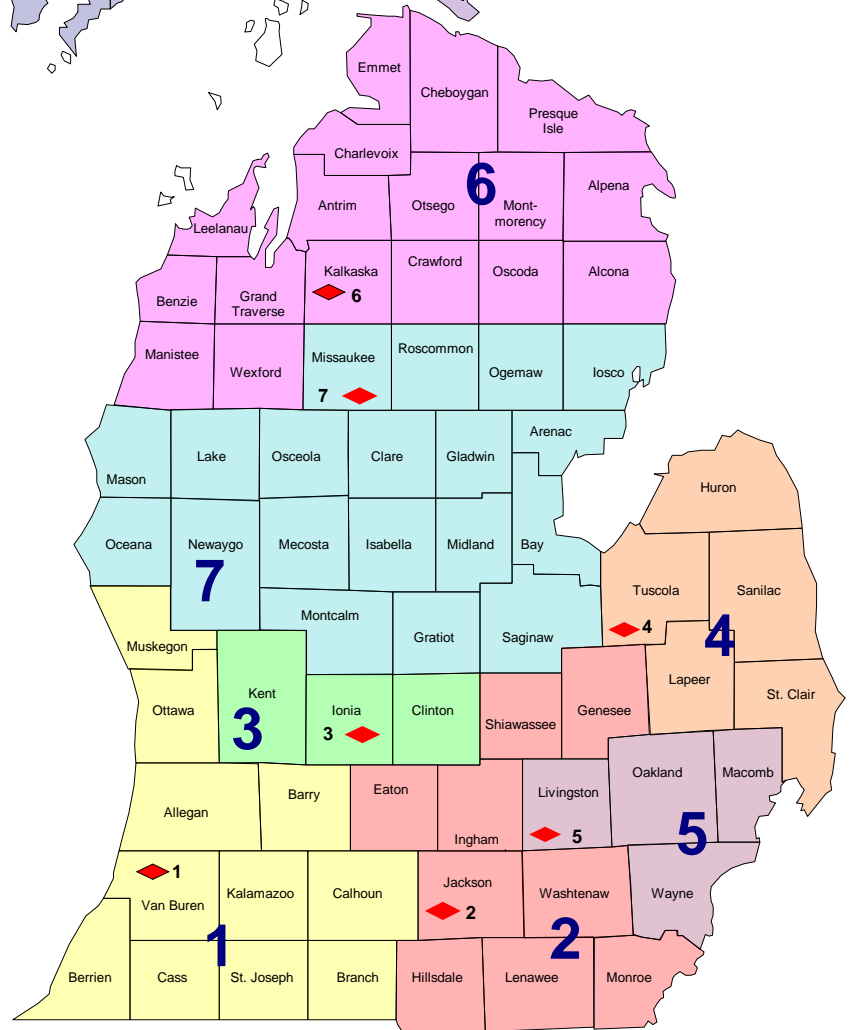 Emmet
Cheboygan
Presque
Isle
Charlevoix
6
Alpena
Antrim
Otsego
Mont-
morency
Leelanau
Kalkaska
Crawford
Oscoda
Alcona
6
Benzie
Grand
Traverse
Manistee
Wexford
Missaukee
Roscommon
Ogemaw
Iosco
7
Arenac
Mason
Lake
Osceola
Clare
Gladwin
Huron
Oceana
Newaygo
Mecosta
Isabella
Midland
Bay
7
Tuscola
Sanilac
Montcalm
4
4
Muskegon
Gratiot
Saginaw
Lapeer
St. Clair
Kent
Ottawa
Ionia
Clinton
Shiawassee
Genesee
3
3
Oakland
Macomb
Allegan
Barry
Eaton
Livingston
Ingham
5
5
1
Van Buren
Kalamazoo
Calhoun
Jackson
Washtenaw
Wayne
2
1
2
Berrien
Cass
St. Joseph
Branch
Hillsdale
Lenawee
Monroe